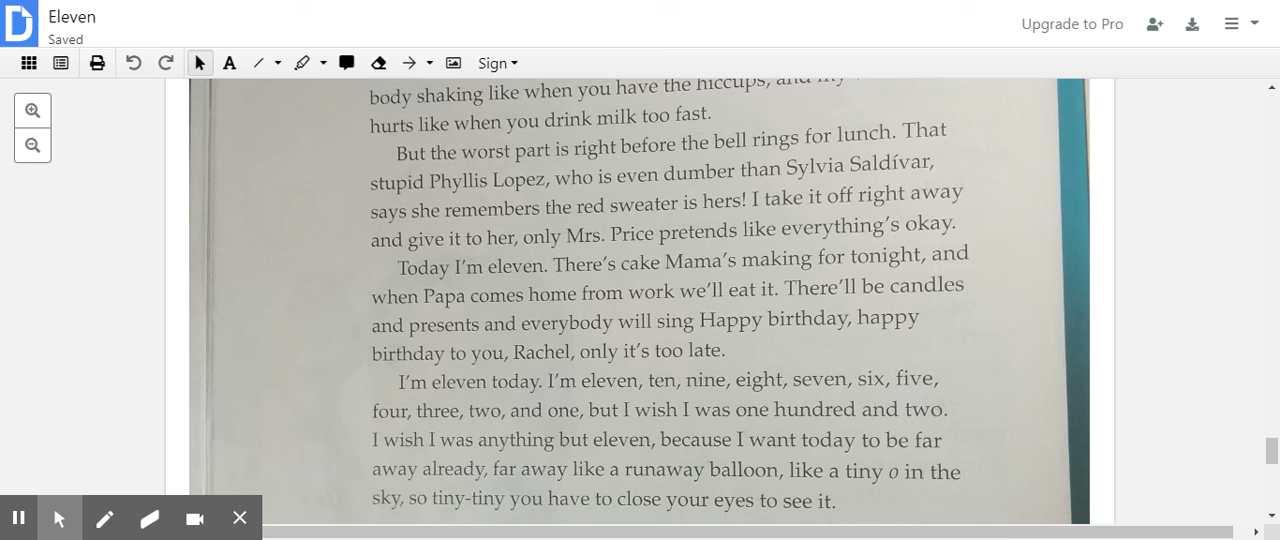 Eleven
Saved
Upgrade to Pro
A
Sign
body shaking like when you have the hiccups, and my
hurts like when you drink milk too fast.
But the worst part is right before the bell rings for lunch. That
stupid Phyllis Lopez, who is even dumber than Sylvia Saldívar,
says she remembers the red sweater is hers! I take it off right away
and give it to her, only Mrs. Price pretends like everything's okay.
Today I'm eleven. There's cake Mama's making for tonight, and
when Papa comes home from work we'll eat it. There'll be candles
and presents and everybody will sing Happy birthday, happy
birthday to you, Rachel, only it's too late.
I'm eleven today. I'm eleven, ten, nine, eight, seven, six, five,
four, three, two, and one, but I wish I was one hundred and two.
I wish I was anything but eleven, because I want today to be far
away already, far away like a runaway balloon, like a tiny o in the
sky, so tiny-tiny you have to close your eyes to see it.